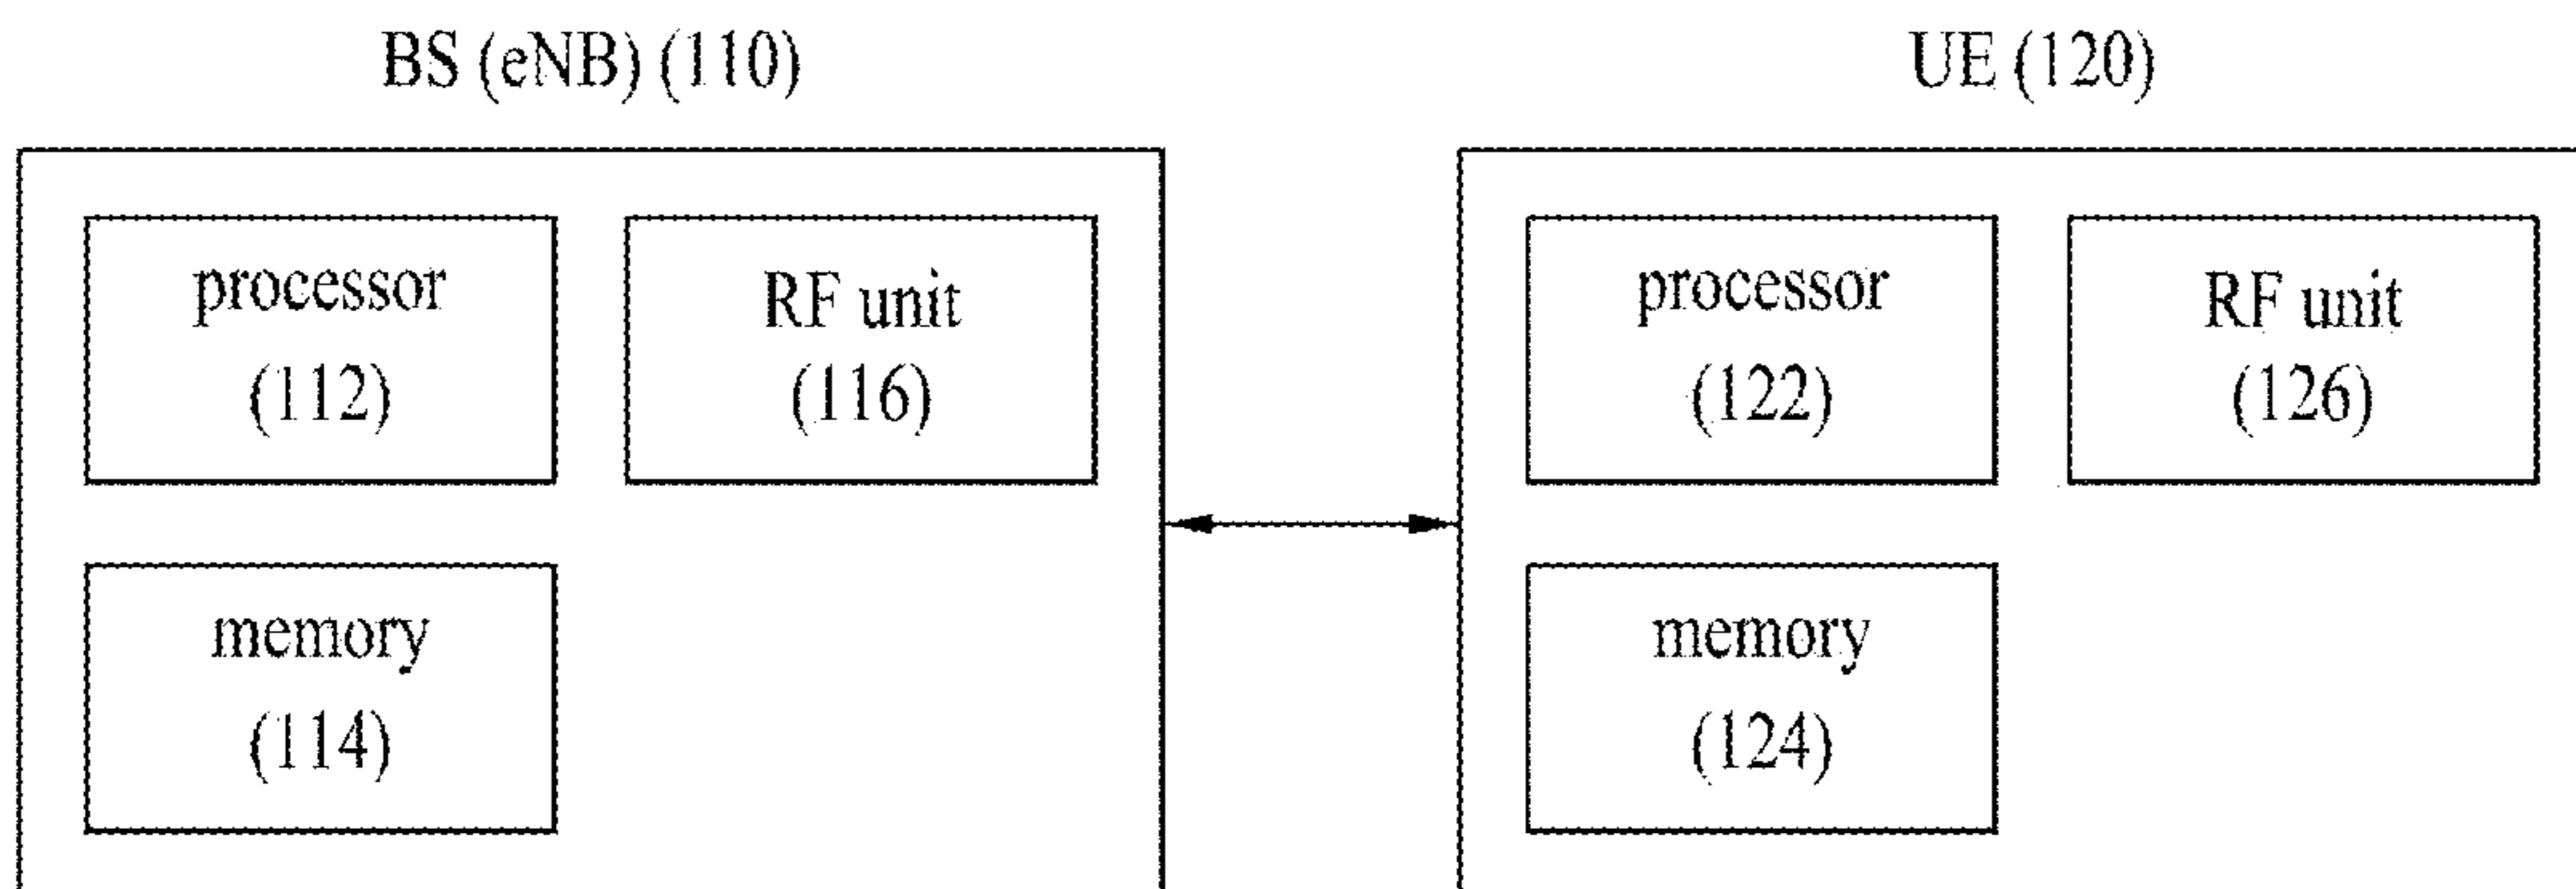 BS (eNB) (110)
processor
(112)
RF unit
(116)
memory
(114)
UE (120)
processor
(122)
RF unit
(126)
memory
(124)